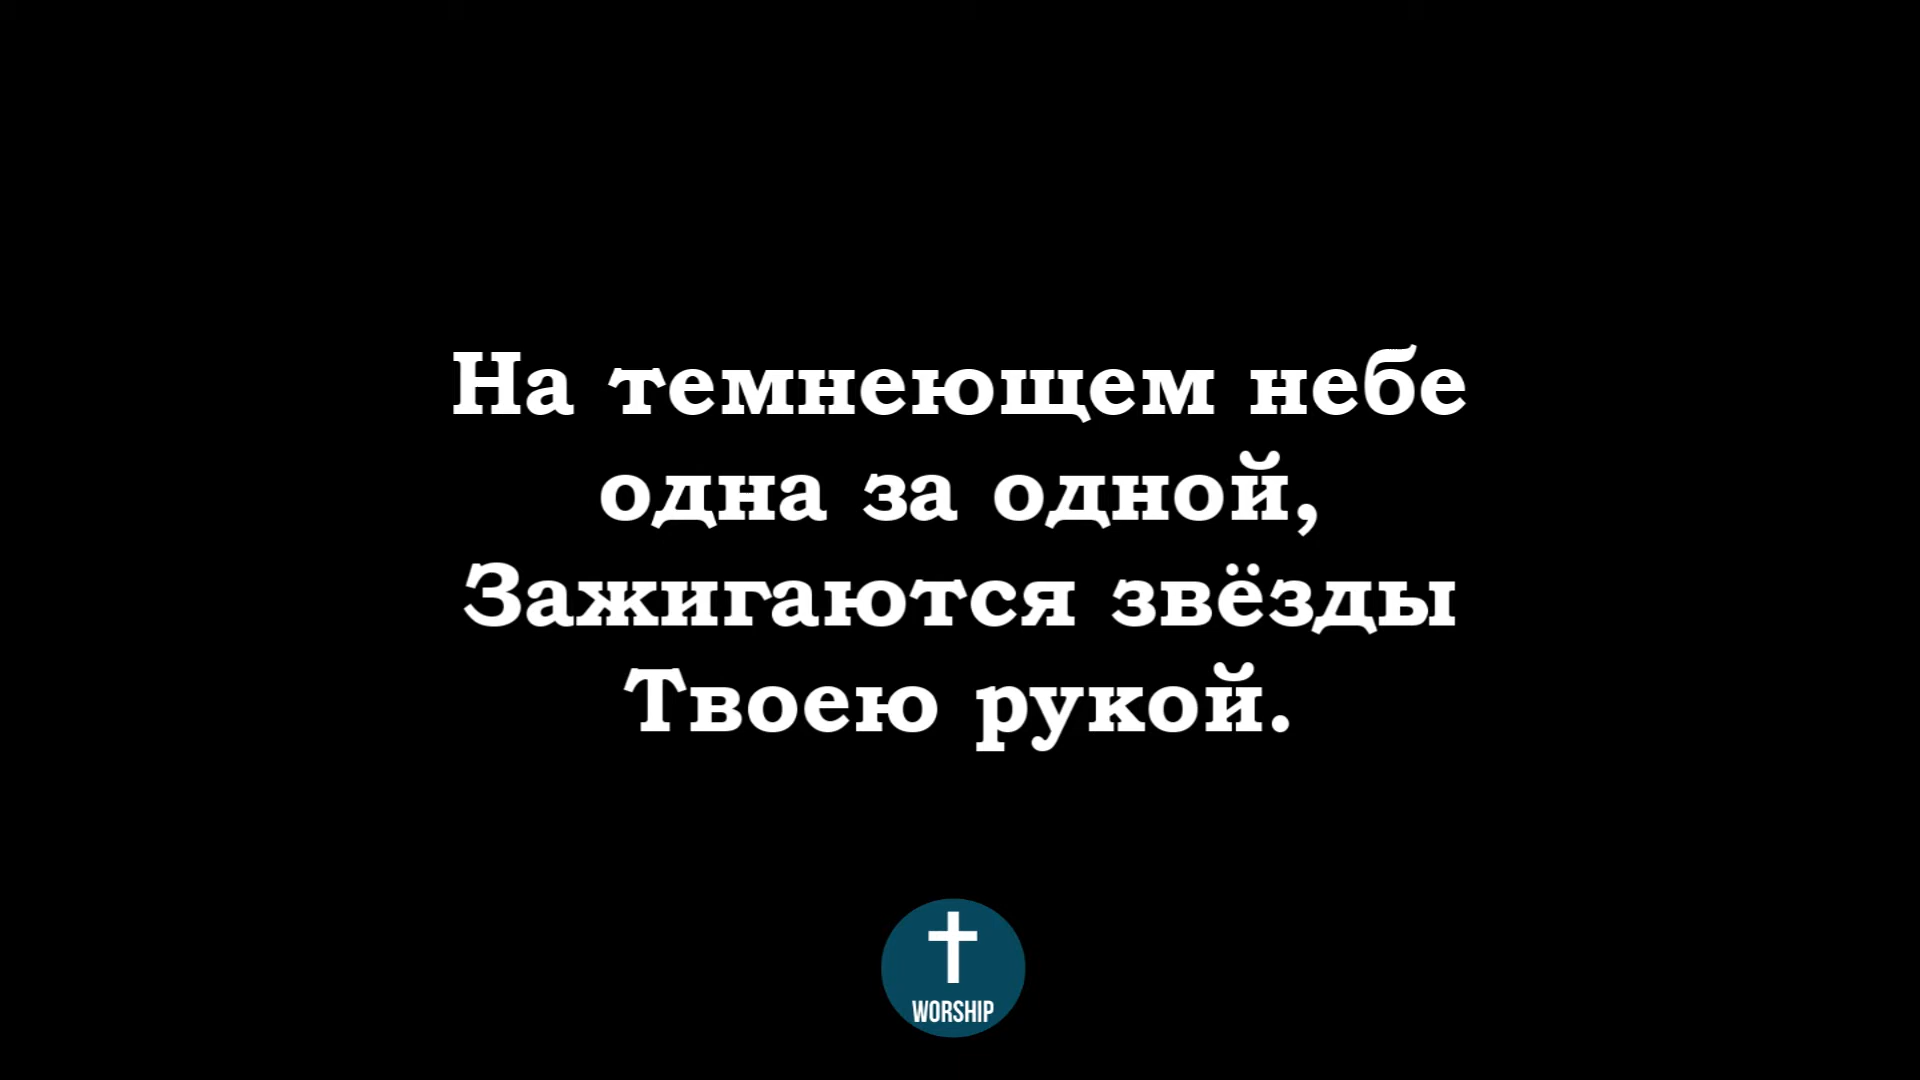 На темнеющем небе
одна за одной,
Зажигаются звёзды
Твоею рукой.
WORSHIP